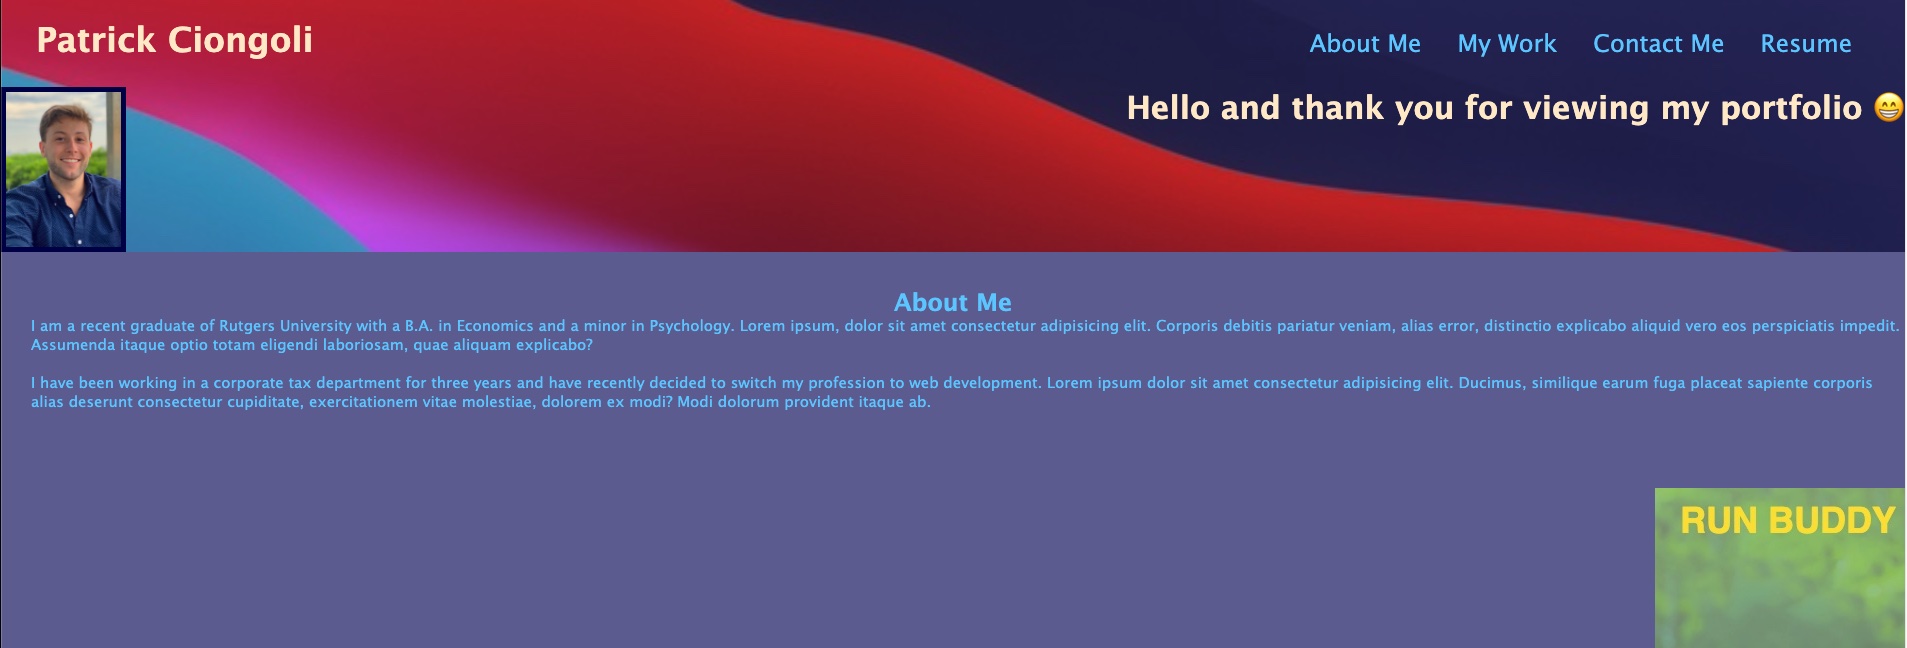 Patrick Ciongoli
About Me My Work Contact Me Resume
Hello and thank you for viewing my portfolio 😁
About Me
I am a recent graduate of Rutgers University with a B.A. in Economics and a minor in Psychology. Lorem ipsum, dolor sit amet consectetur adipisicing elit. Corporis debitis pariatur veniam, alias error, distinctio explicabo aliquid vero eos perspiciatis impedit.
Assumenda itaque optio totam eligendi laboriosam, quae aliquam explicabo?
I have been working in a corporate tax department for three years and have recently decided to switch my profession to web development. Lorem ipsum dolor sit amet consectetur adipisicing elit. Ducimus, similique earum fuga placeat sapiente corporis
alias deserunt consectetur cupiditate, exercitationem vitae molestiae, dolorem ex modi? Modi dolorum provident itaque ab.
RUN BUDDY